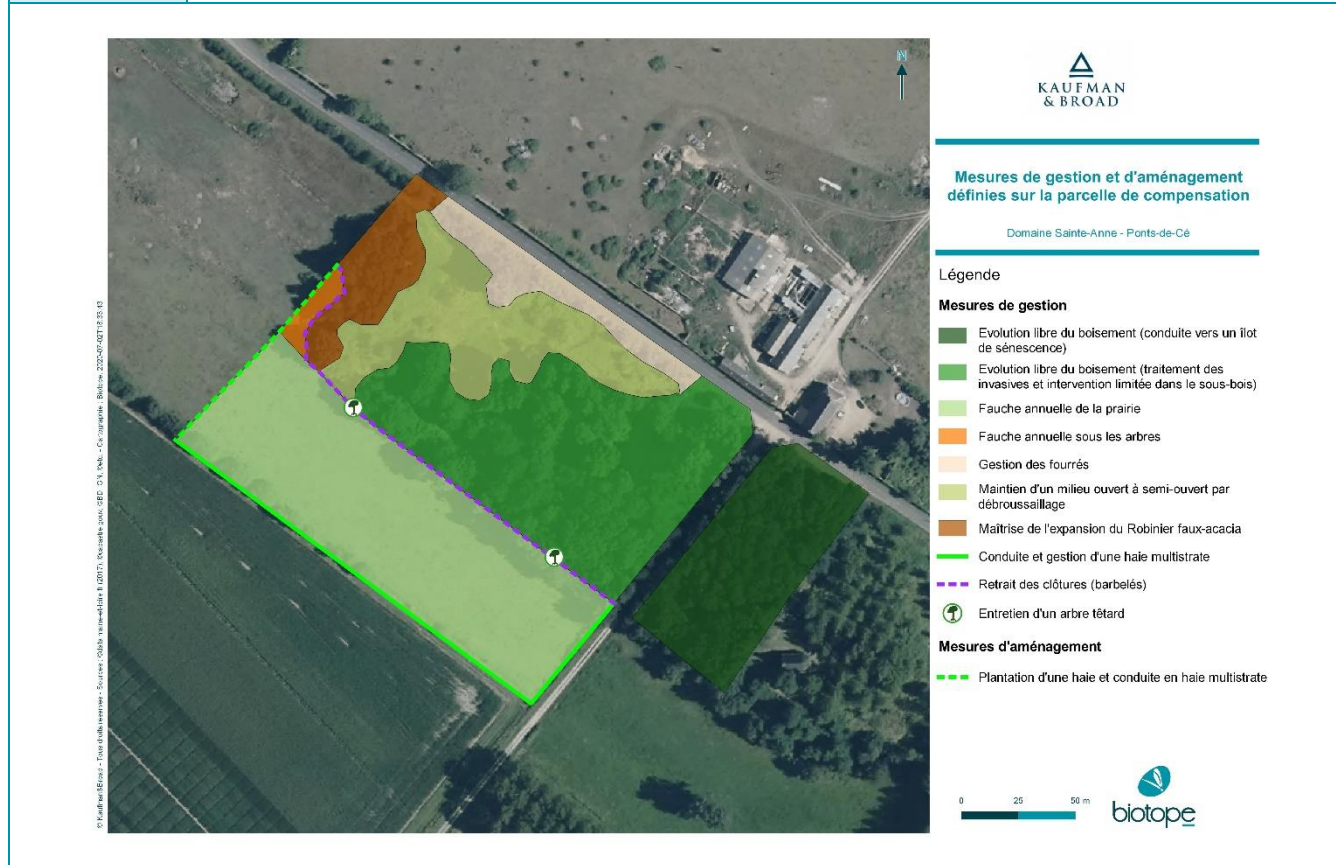 N
KAUFMAN
& BROAD
Mesures de gestion et d'aménagement
définies sur la parcelle de compensation
Domaine Sainte-Anne - Ponts-de-Cé
Légende
Mesures de gestion
Evolution libre du boisement (conduite vers un îlot
de sénescence)
Evolution libre du boisement (traitement des
invasives et intervention limitée dans le sous-bois)
Fauche annuelle de la prairie
Fauche annuelle sous les arbres
Gestion des fourrés
Maintien d'un milieu ouvert à semi-ouvert par
débroussaillage
Maîtrise de l'expansion du Robinier faux-acacia
Conduite et gestion d'une haie multistrate
Retrait des clôtures (barbelés)
Entretien d'un arbre têtard
Mesures d'aménagement
Plantation d'une haie et conduite en haie multistrate
0 25 50 m
biotope